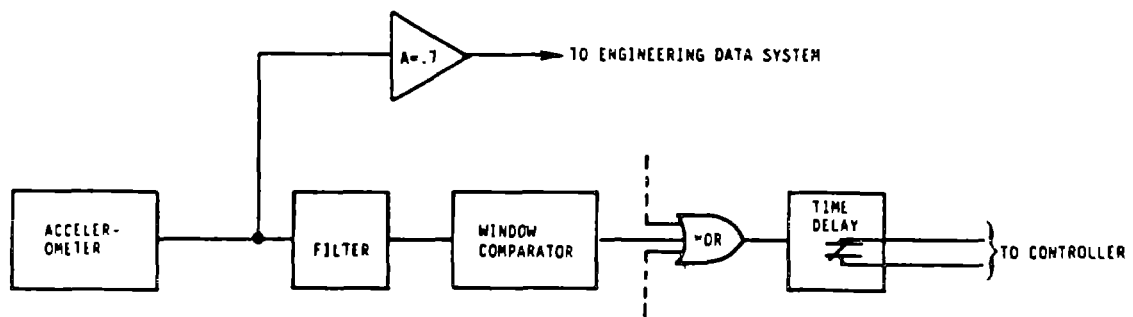 A=.7
TO ENGINEERING DATA SYSTEM
ACCELER-
OMETER
FILTER
WINDOW
COMPARATOR
"OR
TIME
DELAY
TO CONTROLLER